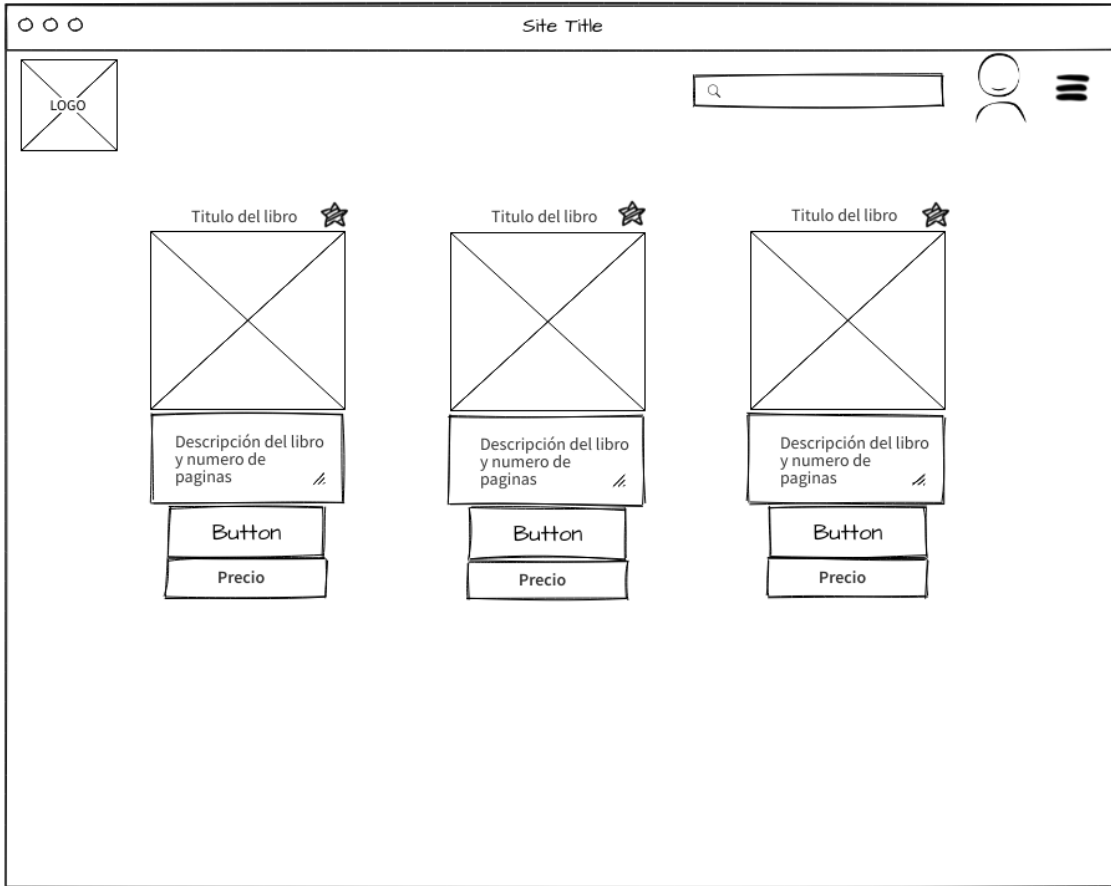 Site Title
LOGO
Titulo del libro
Titulo del libro
Titulo del libro
Descripción del libro
y numero de
paginas
Descripción del libro
y numero de
paginas
Descripción del libro
y numero de
paginas
Button
Button
Button
Precio
Precio
Precio